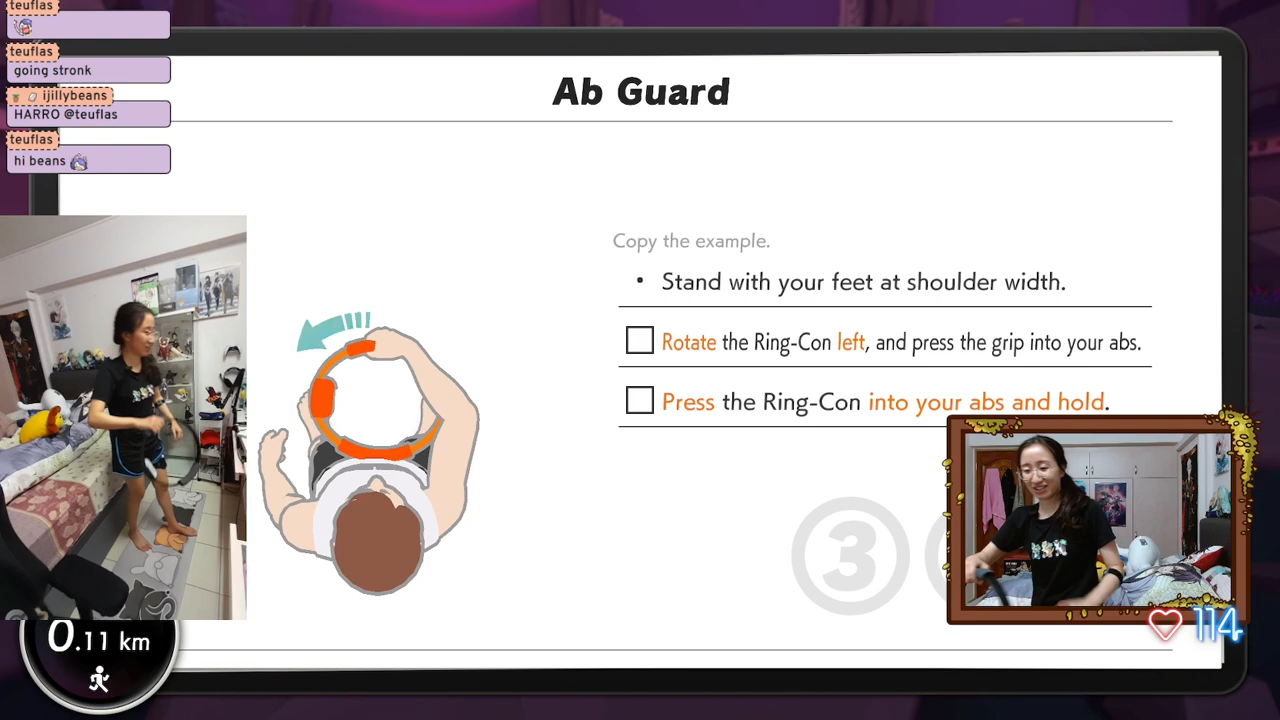 teuflas
teuflas
going stronk
ijillybeans
HARRO @teuflas
teuflas
hi beans
Ab Guard
Copy the example.
• Stand with your feet at shoulder width.
Rotate the Ring-Con left, and press the grip into your abs.
Press the Ring-Con into your abs and hold.
3
0.11 km
114